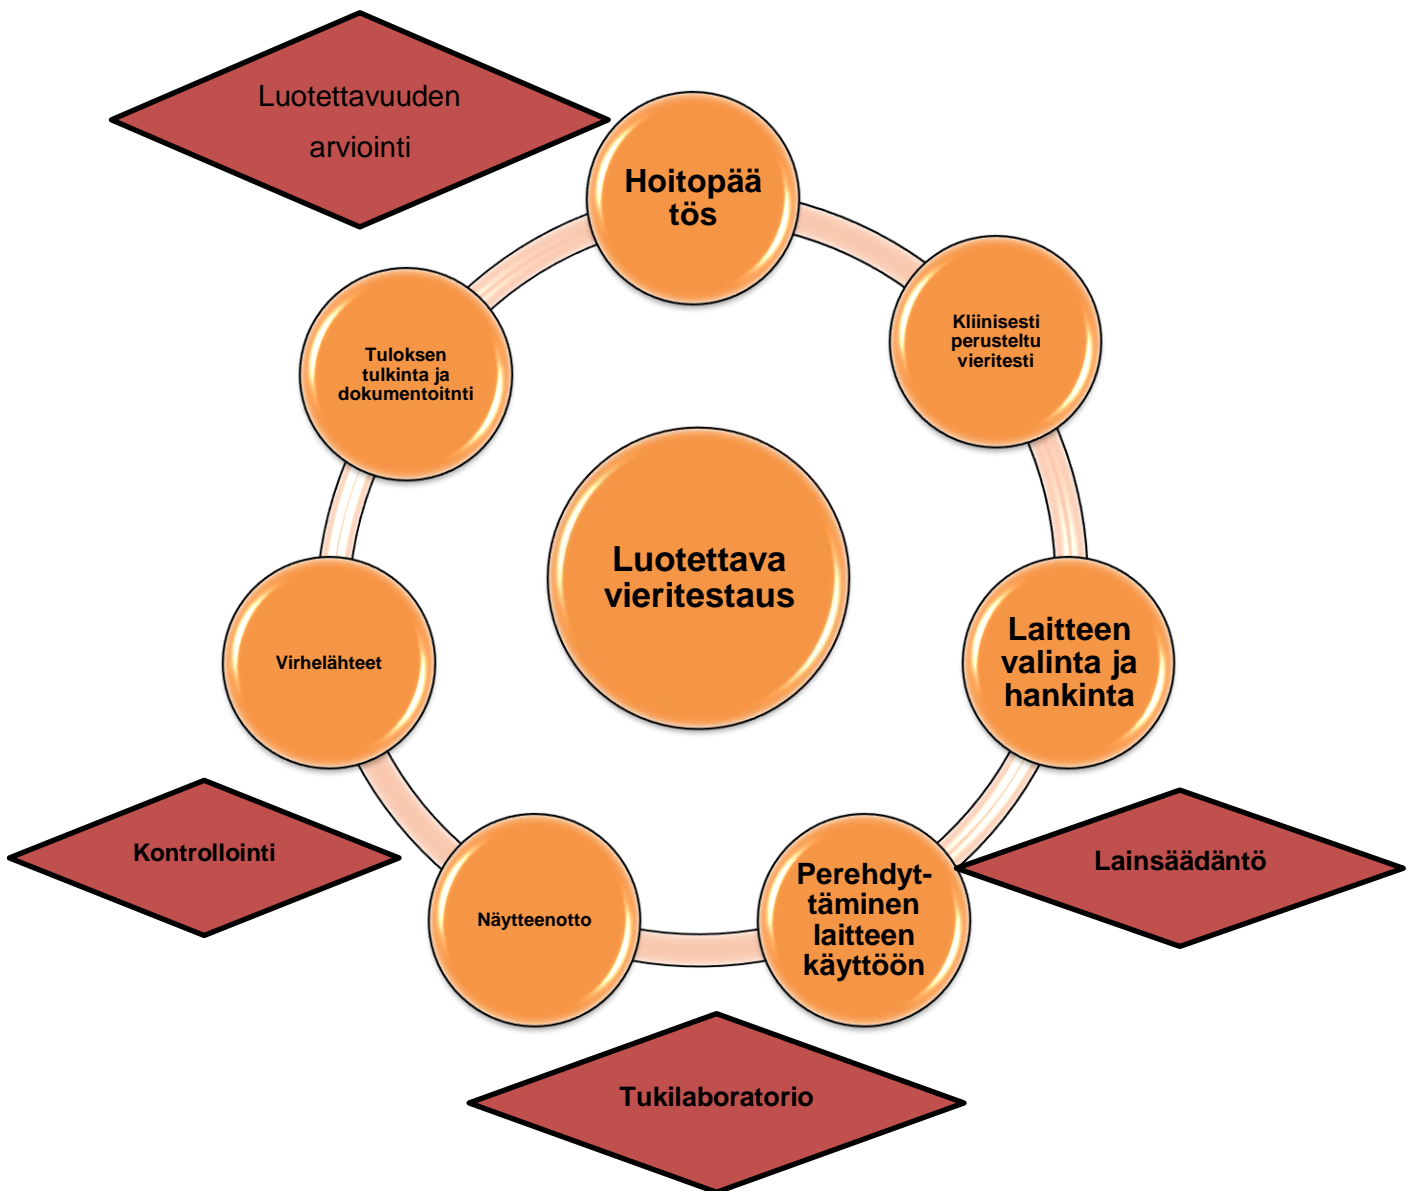 Luotettavuuden
arviointi
Hoitopää
tös
Kliinisesti
perusteltu
vieritesti
Tuloksen
tulkinta ja
dokumentoitnti
Luotettava
vieritestaus
Laitteen
valinta ja
hankinta
Virhelähteet
Kontrollointi
Lainsäädäntö
Perehdyt-
täminen
laitteen
käyttöön
Näytteenotto
Tukilaboratorio